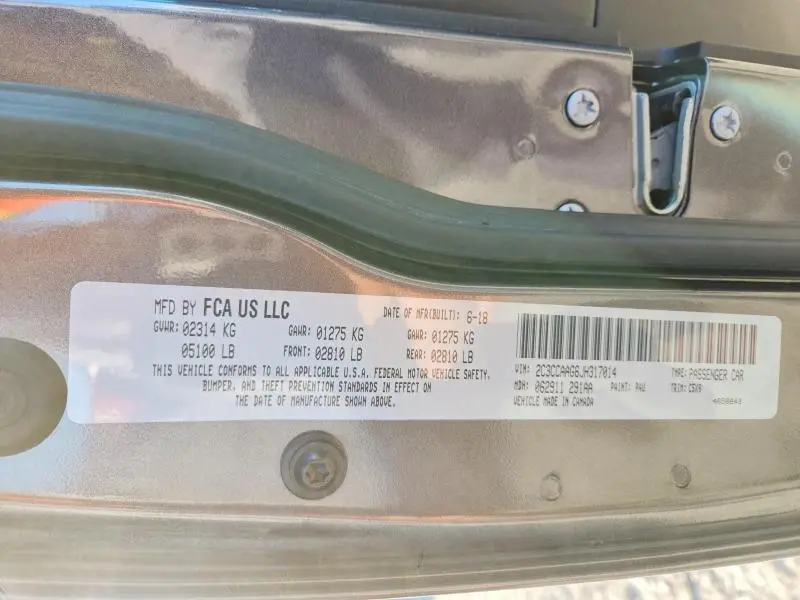 MFD BY FCA US LLC
DATE OF MFR(BUILT): 6-18
GVWR: 02314 KG GAWR: 01275 KG GAWR: 01275 KG
05100 LB FRONT: 02810 LB REAR: 02810 LB
THIS VEHICLE CONFORMS TO ALL APPLICABLE U.S.A. FEDERAL MOTOR VEHICLE SAFETY,
BUMPER, AND THEFT PREVENTION STANDARDS IN EFFECT ON
THE DATE OF MANUFACTURE SHOWN ABOVE.
VIN: 2C3CCAAG6JH317014 TYPE: PASSENGER CAR
MDH: 062911 291AA PAINT: PAU TRIM: C5X9
VEHICLE MADE IN CANADA